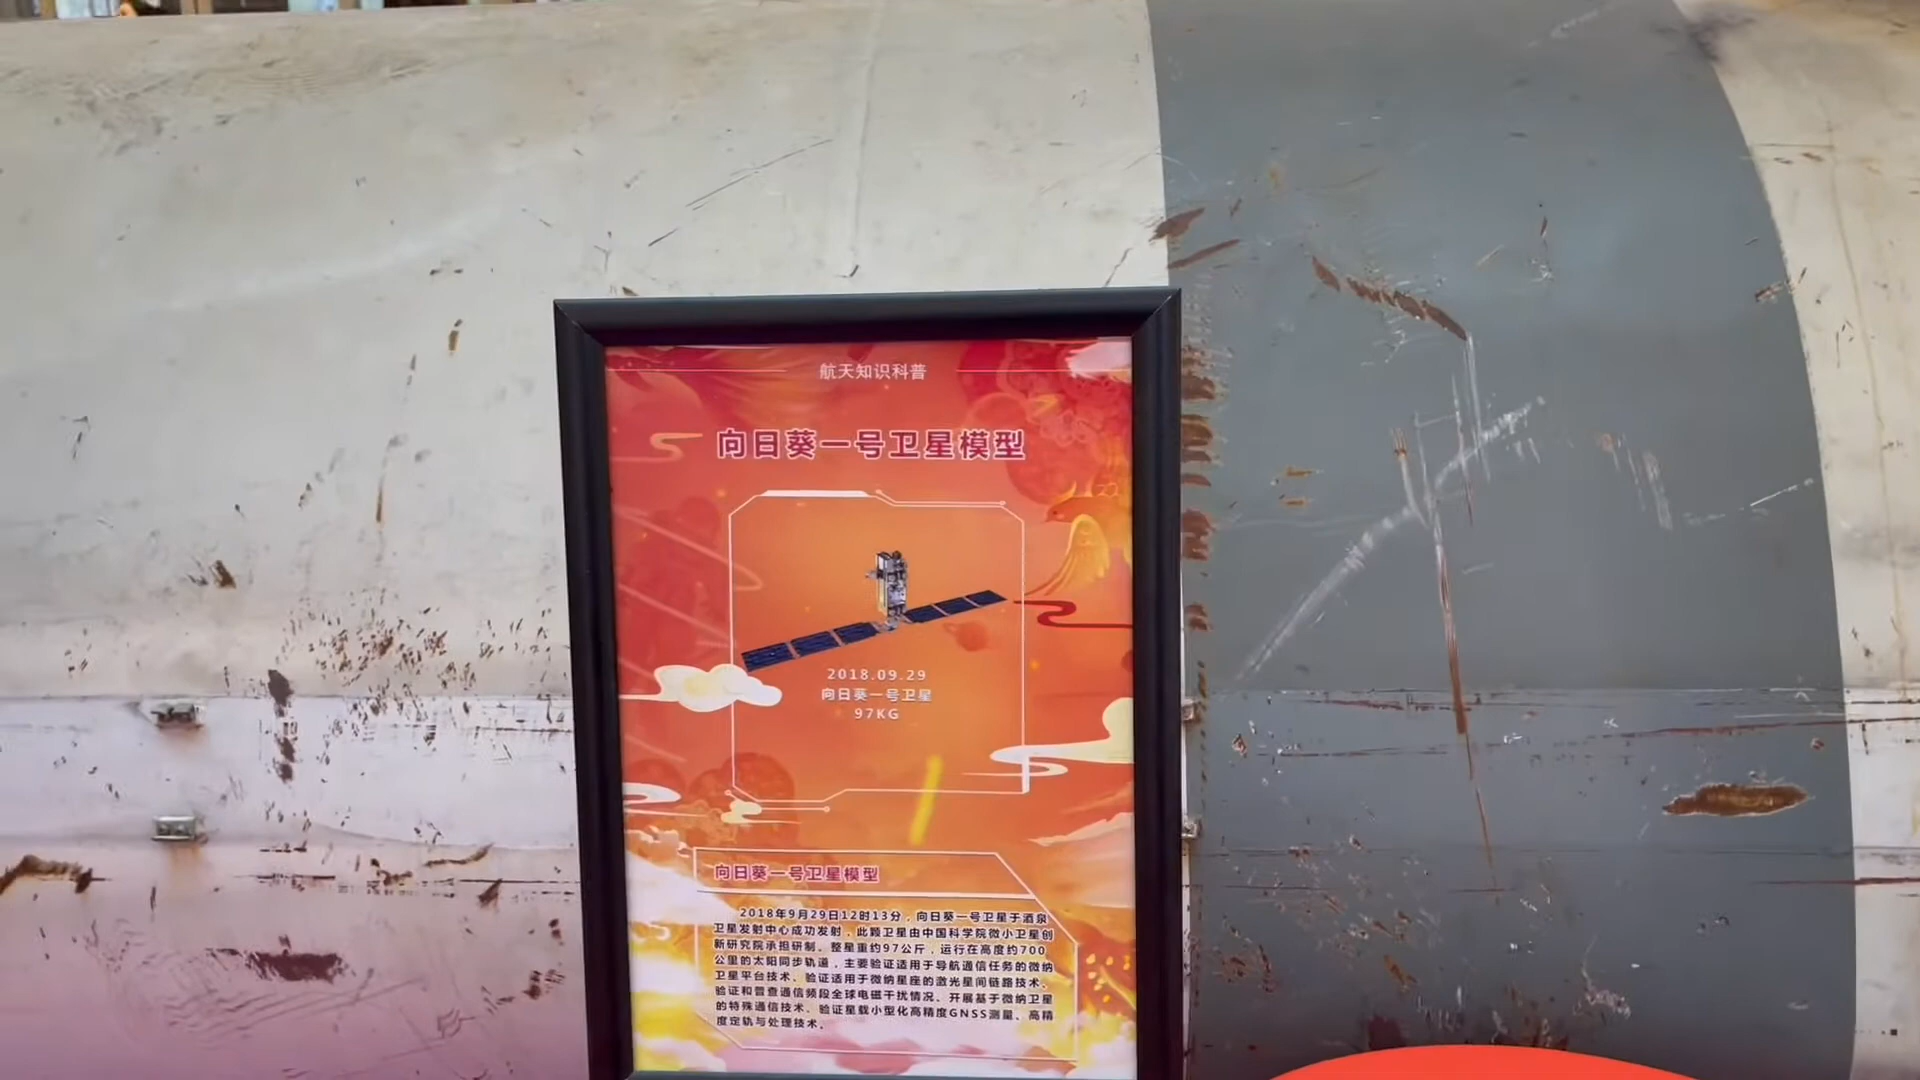 航天知识科普
向日葵一号卫星模型
2018.09.29
向日葵一号卫星
97KG
向日葵一号卫星模型
2018年9月29日12时13分，向日葵一号卫星于酒泉
卫星发射中心成功发射，此颗卫星由中国科学院微小卫星创
新研究院承担研制。整星重约97公斤，运行在高度约700
公里的太阳同步轨道，主要验证适用于导航通信任务的微纳
卫星平台技术、验证适用于微纳星座的激光星间链路技术、
验证和普查通信频段全球电磁干扰情况、开展基于微纳卫星
的特殊通信技术、验证星载小型化高精度GNSS测量、高精
度定轨与处理技术。